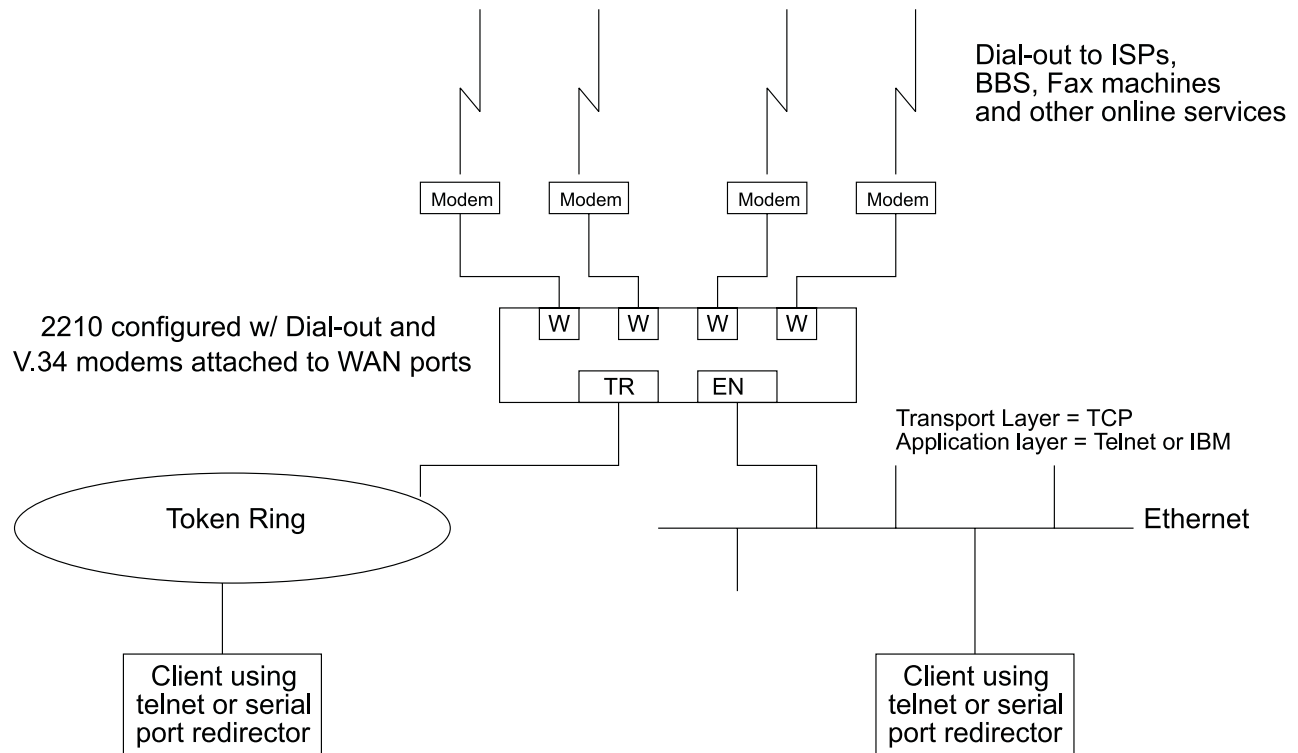 Dial-out to ISPs,
BBS, Fax machines
and other online services
Modem
Modem
Modem
Modem
2210 configured w/ Dial-out and
V.34 modems attached to WAN ports
W
W
W
W
TR
EN
Transport Layer = TCP
Application layer = Telnet or IBM
Token Ring
Ethernet
Client using
telnet or serial
port redirector
Client using
telnet or serial
port redirector